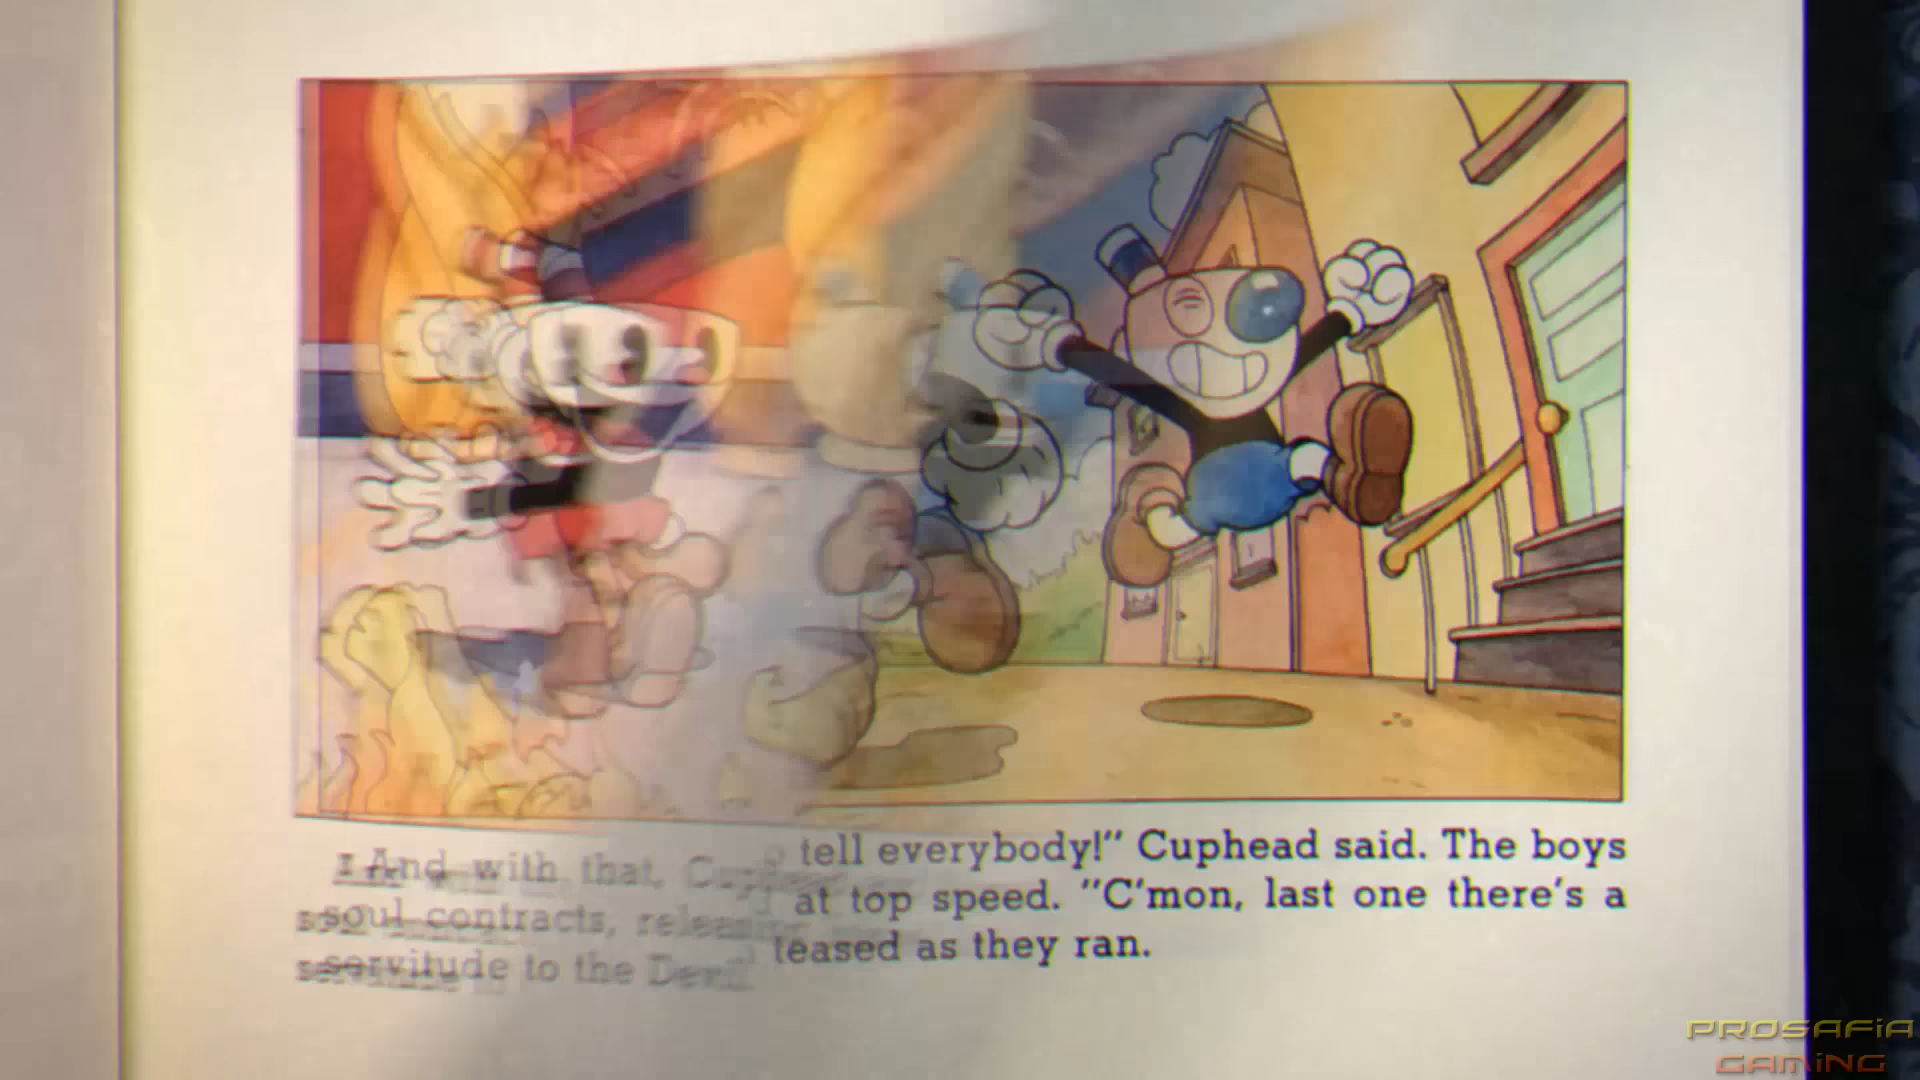 And with that,
tell everybody!” Cuphead said. The boys
soul contracts,
at top speed. “C'mon, last one there's a
servitude to the
teased as they ran.
PROSAFiA
GAMiNG